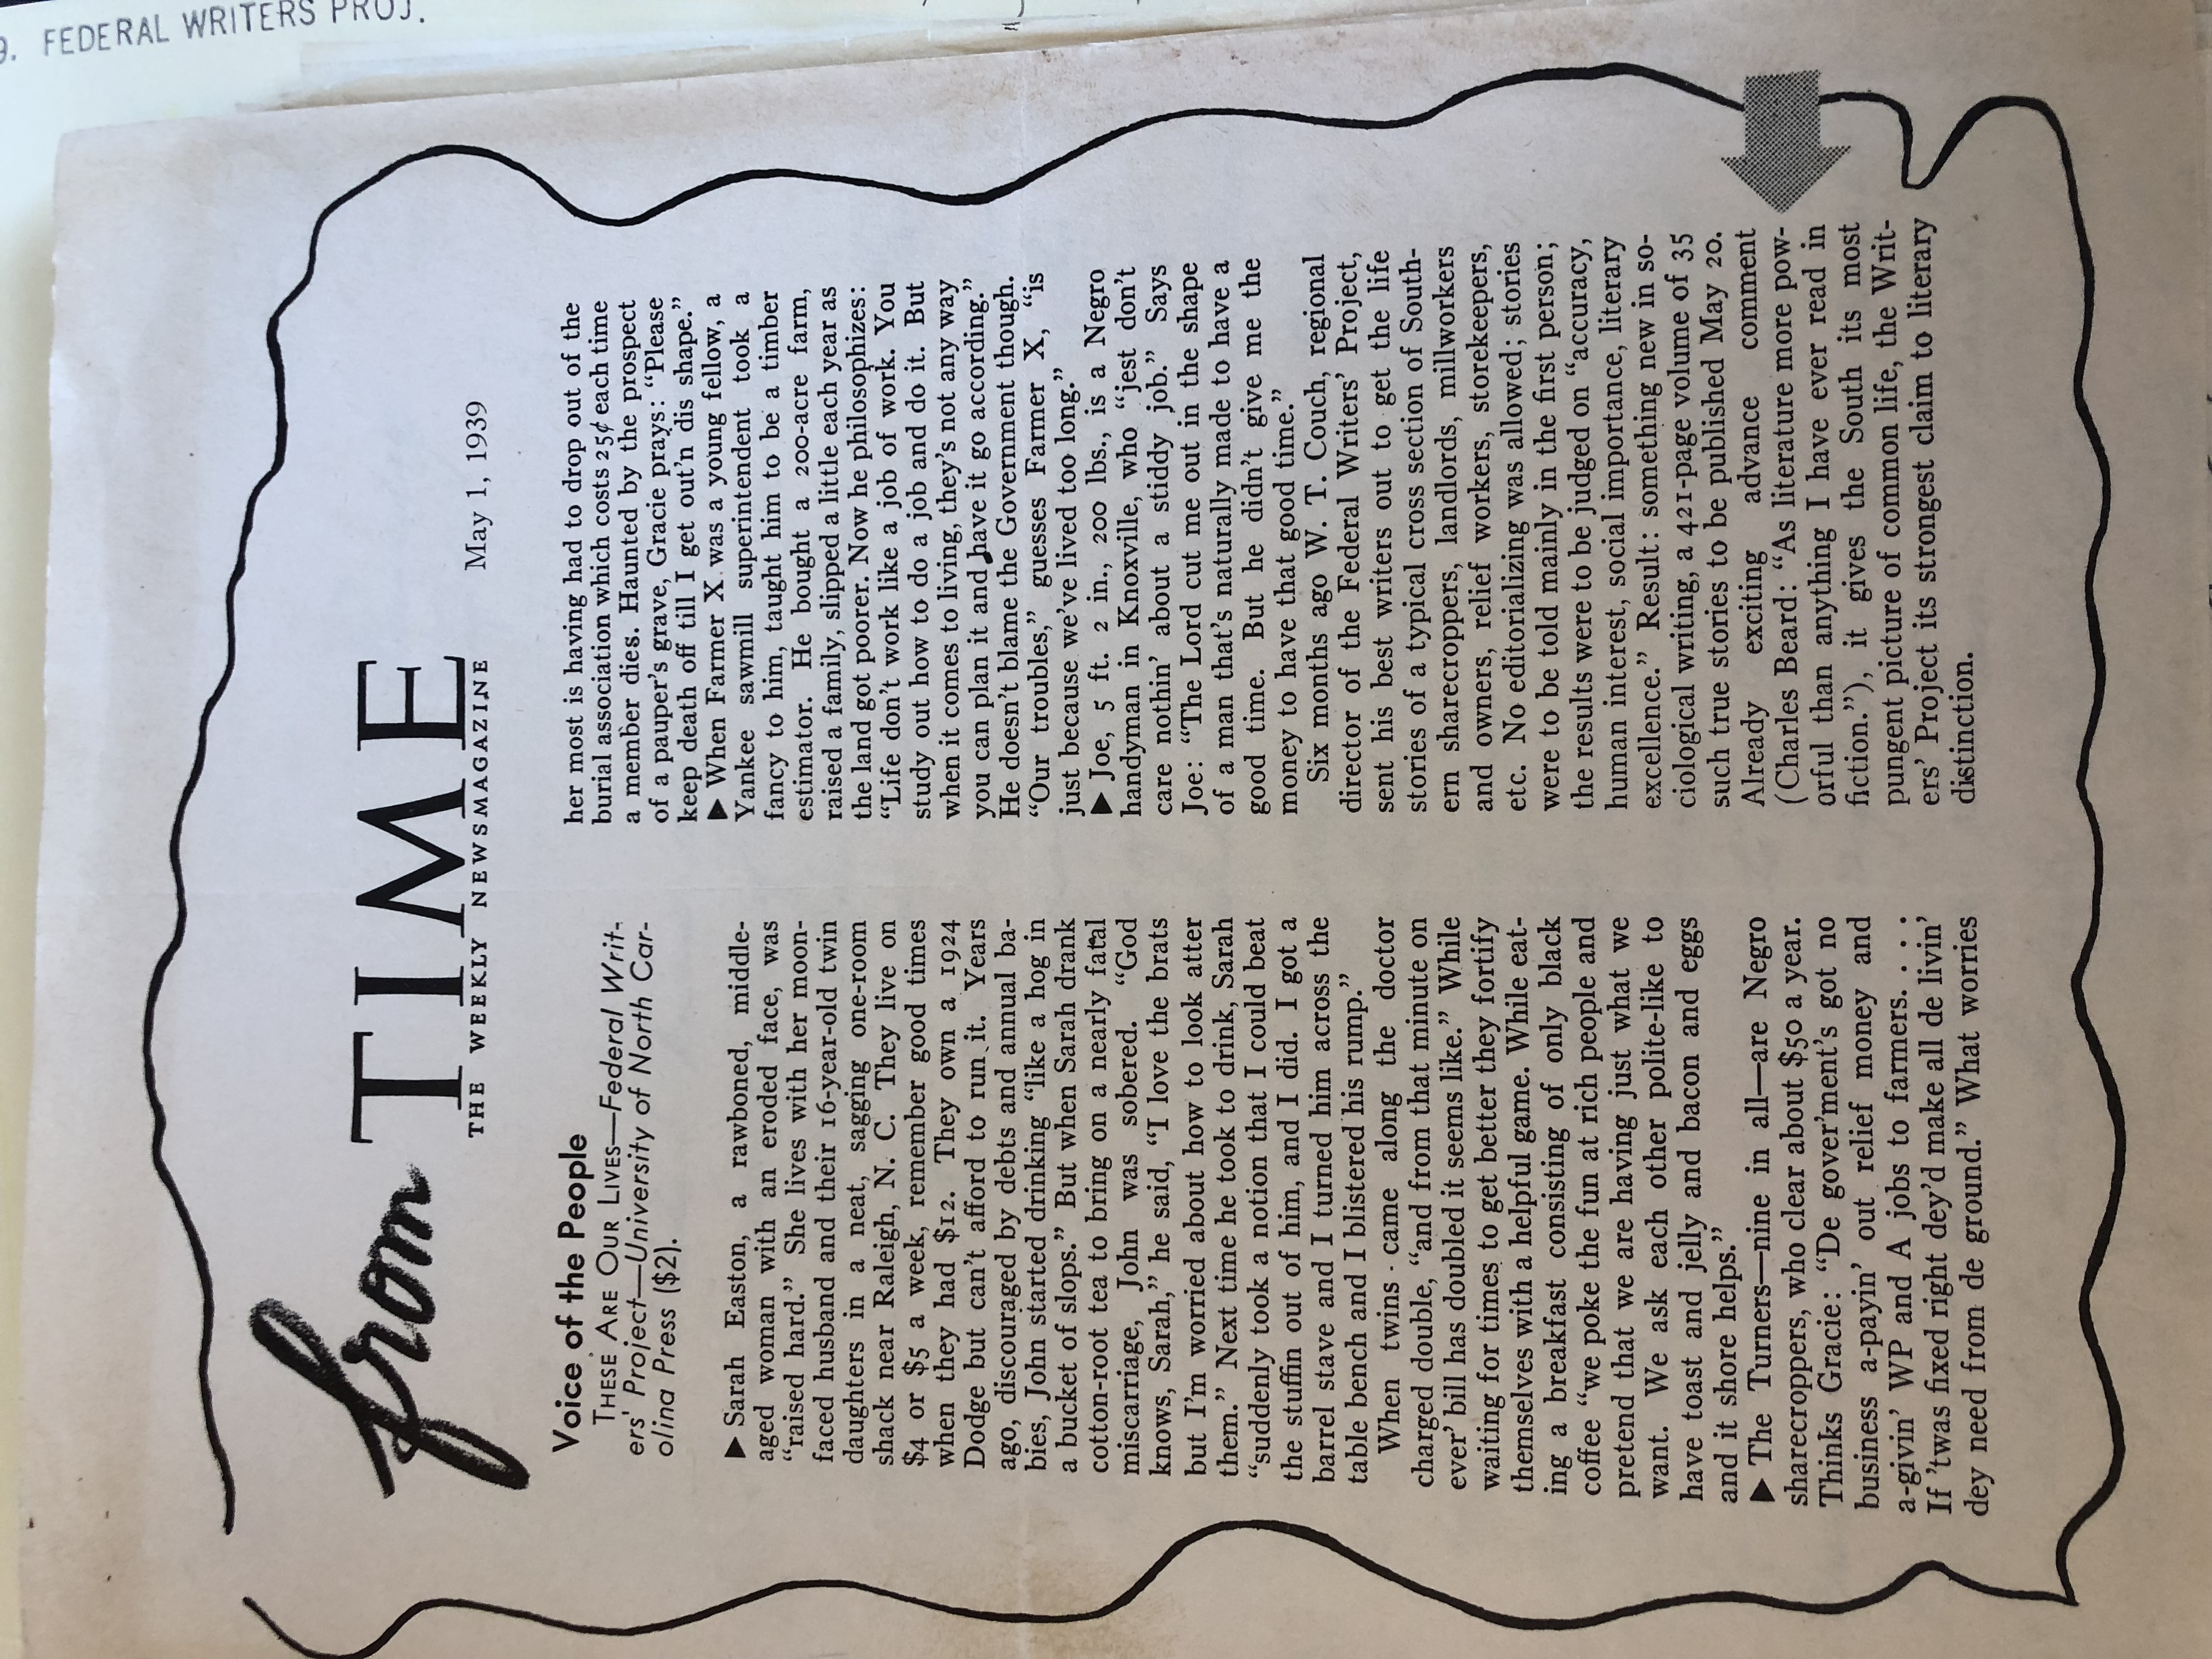 9. FEDERAL WRITERS PROJ.
from TIME
THE WEEKLY NEWSMAGAZINE
May 1, 1939
Voice of the People
THESE ARE OUR LIVES—Federal Writ-
ers' Project—University of North Car-
olina Press ($2).
▶ Sarah Easton, a rawboned, middle-
aged woman with an eroded face, was
“raised hard.” She lives with her moon-
faced husband and their 16-year-old twin
daughters in a neat, sagging one-room
shack near Raleigh, N. C. They live on
$4 or $5 a week, remember good times
when they had $12. They own a 1924
Dodge but can't afford to run it. Years
ago, discouraged by debts and annual ba-
bies, John started drinking “like a hog in
a bucket of slops.” But when Sarah drank
cotton-root tea to bring on a nearly fatal
miscarriage, John was sobered. “God
knows, Sarah,” he said, “I love the brats
but I'm worried about how to look atter
them.” Next time he took to drink, Sarah
“suddenly took a notion that I could beat
the stuffin out of him, and I did. I got a
barrel stave and I turned him across the
table bench and I blistered his rump.”
When twins came along the doctor
charged double, “and from that minute on
ever' bill has doubled it seems like.” While
waiting for times to get better they fortify
themselves with a helpful game. While eat-
ing a breakfast consisting of only black
coffee “we poke the fun at rich people and
pretend that we are having just what we
want. We ask each other polite-like to
have toast and jelly and bacon and eggs
and it shore helps.”
▶ The Turners—nine in all—are Negro
sharecroppers, who clear about $50 a year.
Thinks Gracie: “De gover'ment's got no
business a-payin' out relief money and
a-givin' WP and A jobs to farmers. . . .
If 'twas fixed right dey'd make all de livin'
dey need from de ground.” What worries
her most is having had to drop out of the
burial association which costs 25¢ each time
a member dies. Haunted by the prospect
of a pauper's grave, Gracie prays: “Please
keep death off till I get out'n dis shape.”
▶ When Farmer X was a young fellow, a
Yankee sawmill superintendent took a
fancy to him, taught him to be a timber
estimator. He bought a 200-acre farm,
raised a family, slipped a little each year as
the land got poorer. Now he philosophizes:
“Life don't work like a job of work. You
study out how to do a job and do it. But
when it comes to living, they's not any way
you can plan it and have it go according.”
He doesn't blame the Government though.
“Our troubles,” guesses Farmer X, “is
just because we've lived too long.”
▶ Joe, 5 ft. 2 in., 200 lbs., is a Negro
handyman in Knoxville, who “jest don't
care nothin' about a stiddy job.” Says
Joe: “The Lord cut me out in the shape
of a man that's naturally made to have a
good time. But he didn't give me the
money to have that good time.”
Six months ago W. T. Couch, regional
director of the Federal Writers' Project,
sent his best writers out to get the life
stories of a typical cross section of South-
ern sharecroppers, landlords, millworkers
and owners, relief workers, storekeepers,
etc. No editorializing was allowed; stories
were to be told mainly in the first person;
the results were to be judged on “accuracy,
human interest, social importance, literary
excellence.” Result: something new in so-
ciological writing, a 421-page volume of 35
such true stories to be published May 20.
Already exciting advance comment
(Charles Beard: “As literature more pow-
orful than anything I have ever read in
fiction.”), it gives the South its most
pungent picture of common life, the Writ-
ers' Project its strongest claim to literary
distinction.